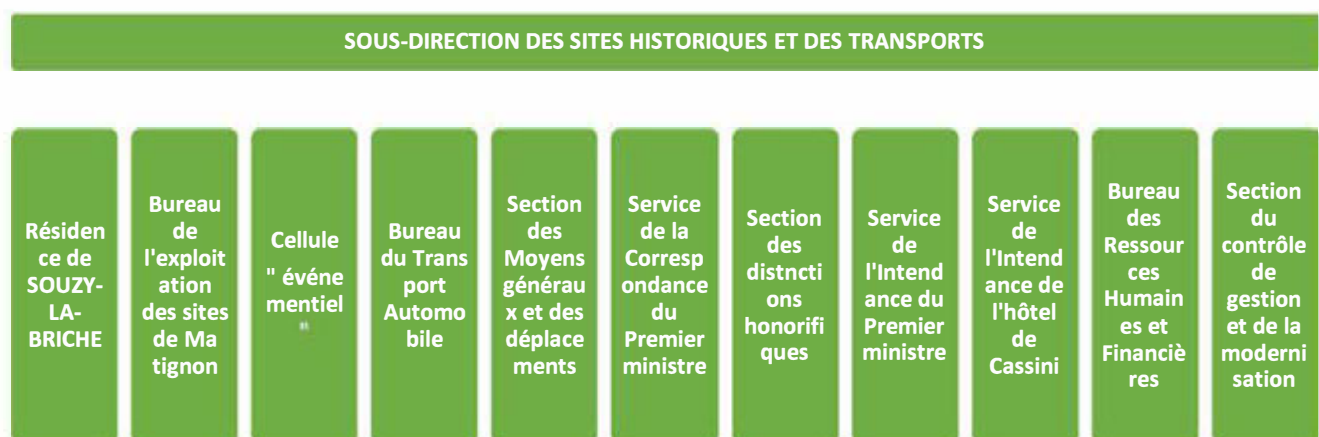 SOUS-DIRECTION DES SITES HISTORIQUES ET DES TRANSPORTS
Résiden
ce de
SOUZY-
LA-
BRICHE
Bureau
de
l'exploit
ation
des sites
de Ma
tignon
Cellule
" événe
mentiel
"
Bureau
du Trans
port
Automo
bile
Section
des
Moyens
générau
x et des
déplace
ments
Service
de la
Corresp
ondance
du
Premier
ministre
Section
des
distncti
ons
honorifi
ques
Service
de
l'Intend
ance du
Premier
ministre
Service
de
l'Intend
ance de
l'hôtel
de
Cassini
Bureau
des
Ressour
ces
Humain
es et
Financiè
res
Section
du
contrôle
de
gestion
et de la
moderni
sation